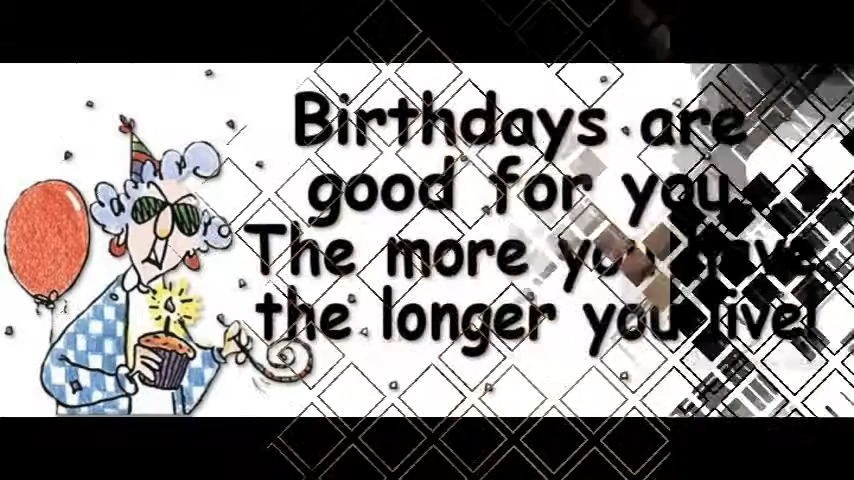 Birthdays are
good for you
The more you have
the longer you live!